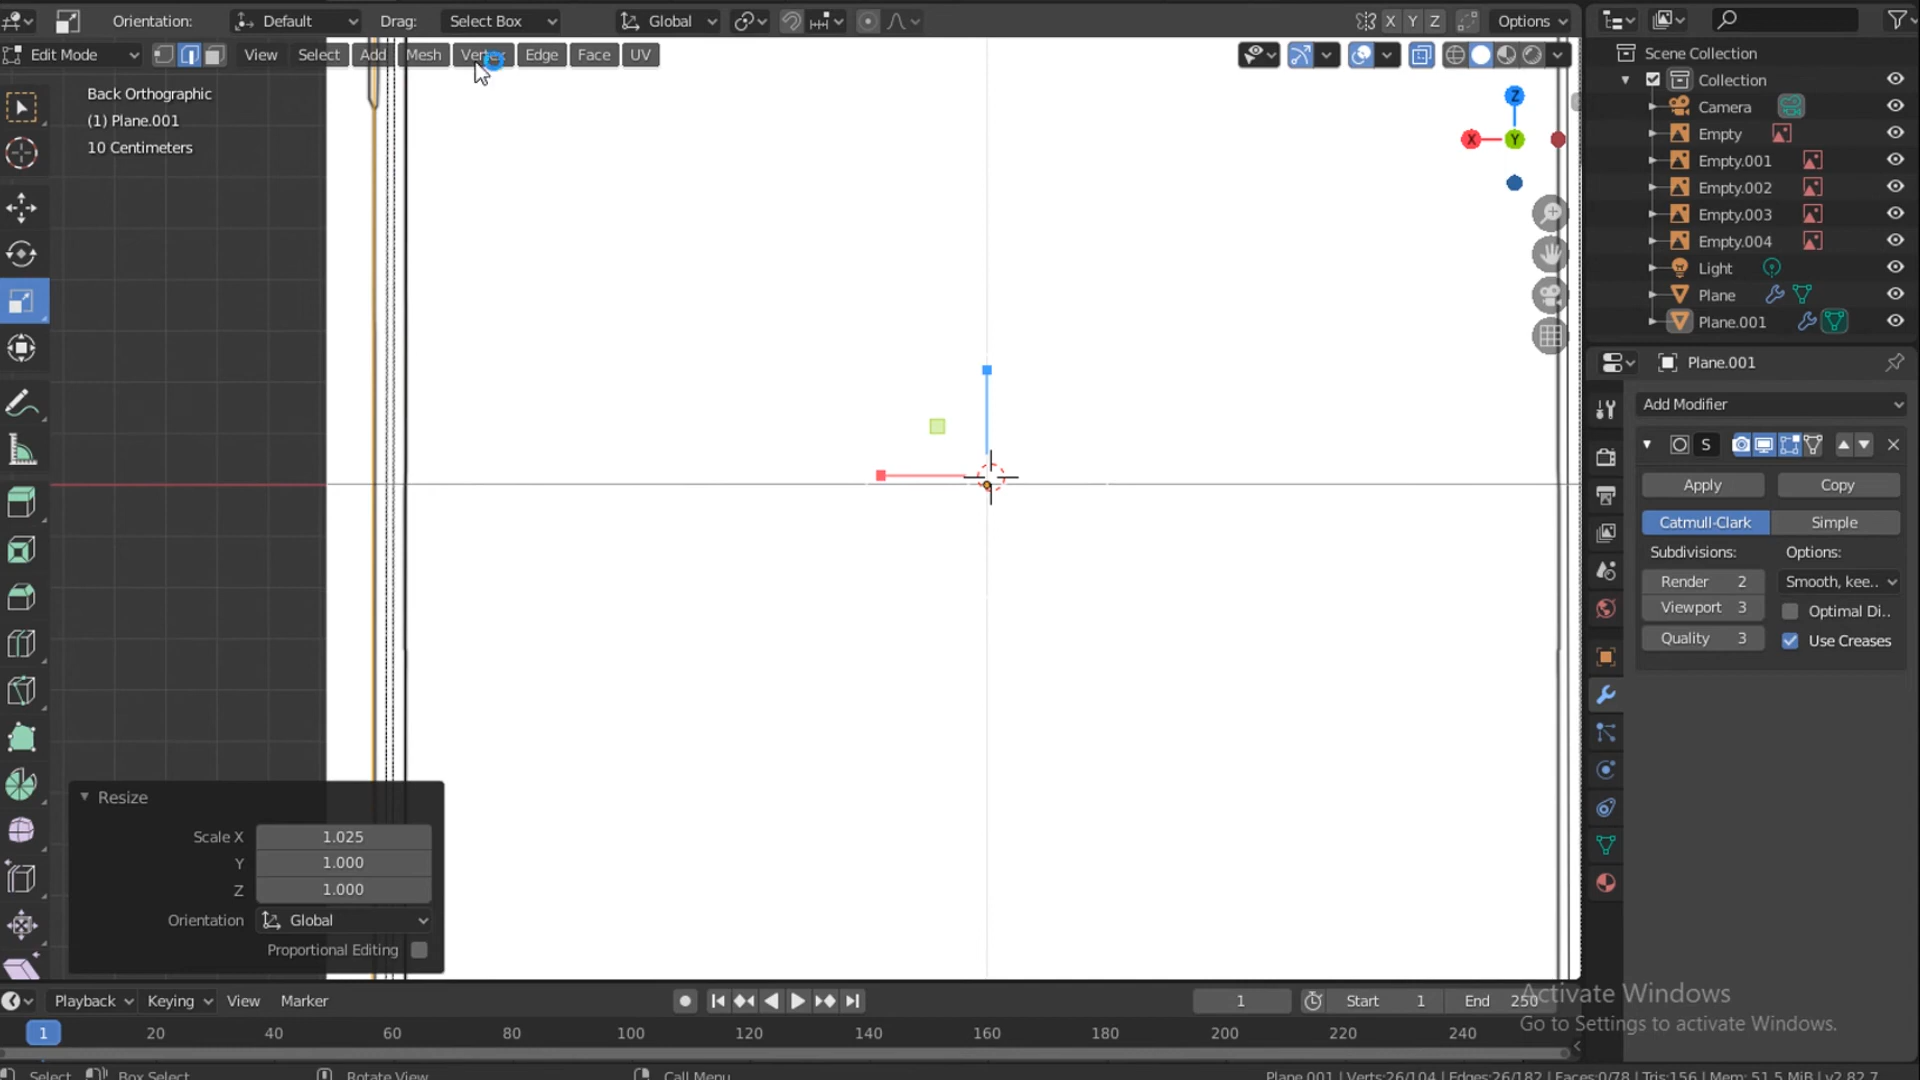 Orientation: Default Drag: Select Box Global X Y Z Options
Edit Mode View Select Add Mesh Vertex Edge Face UV
Back Orthographic
(1) Plane.001
10 Centimeters
Z
X Y
Scene Collection
Collection
Camera
Empty
Empty.001
Empty.002
Empty.003
Empty.004
Light
Plane
Plane.001
Plane.001
Add Modifier
S
Apply Copy
Catmull-Clark Simple
Subdivisions: Options:
Render 2 Smooth, kee..
Viewport 3 Optimal Di..
Quality 3 Use Creases
Resize
Scale X 1.025
Y 1.000
Z 1.000
Orientation Global
Proportional Editing
Playback Keying View Marker 1 Start 1 End 250
1 20 40 60 80 100 120 140 160 180 200 220 240
Activate Windows
Go to Settings to activate Windows.
Select Box Select Rotate View Call Menu Plane.001 | Verts:26/104 | Edges:26/182 | Faces:0/78 | Tris:156 | Mem: 51.5 MiB | v2.82.7